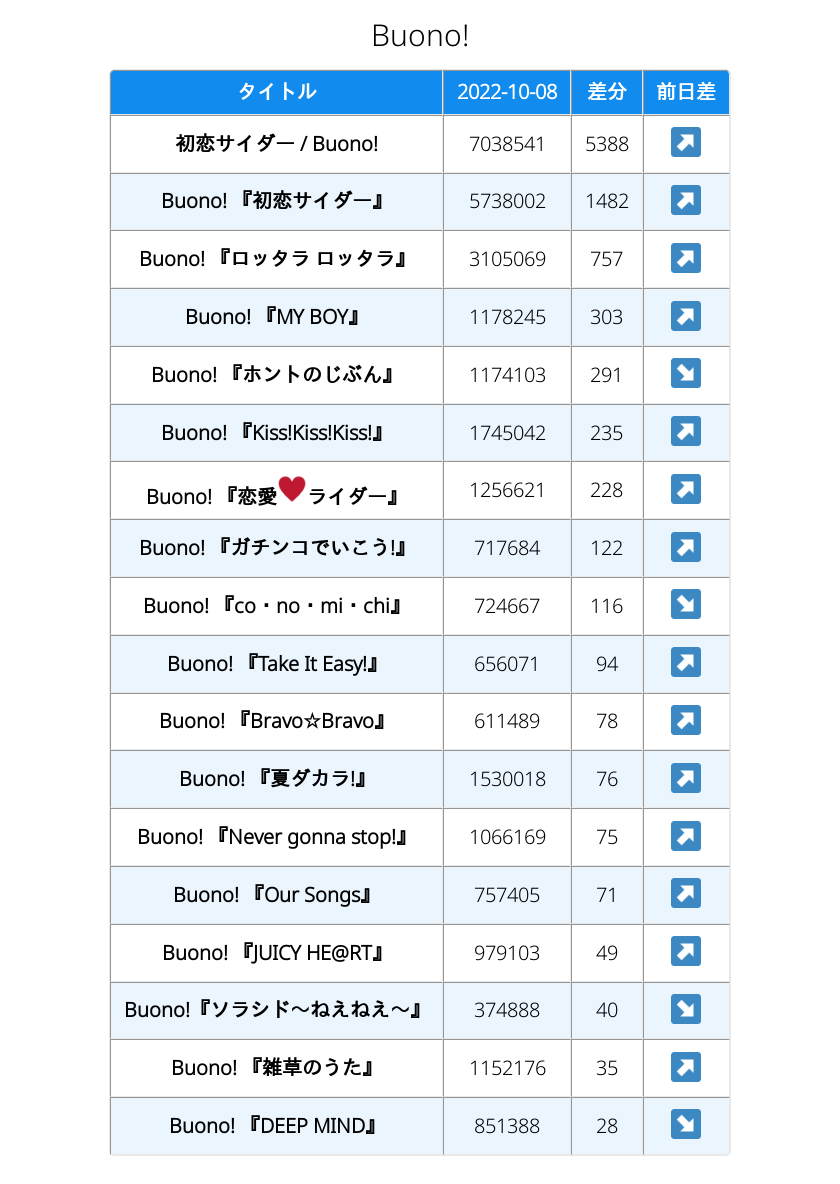 Buono!
タイトル 2022-10-08 差分 前日差
初恋サイダー / Buono! 7038541 5388 ↗
Buono! 『初恋サイダー』 5738002 1482 ↗
Buono! 『ロッタラ ロッタラ』 3105069 757 ↗
Buono! 『MY BOY』 1178245 303 ↗
Buono! 『ホントのじぶん』 1174103 291 ↘
Buono! 『Kiss!Kiss!Kiss!』 1745042 235 ↗
Buono! 『恋愛♥ライダー』 1256621 228 ↗
Buono! 『ガチンコでいこう!』 717684 122 ↗
Buono! 『co・no・mi・chi』 724667 116 ↘
Buono! 『Take It Easy!』 656071 94 ↗
Buono! 『Bravo☆Bravo』 611489 78 ↗
Buono! 『夏ダカラ!』 1530018 76 ↗
Buono! 『Never gonna stop!』 1066169 75 ↗
Buono! 『Our Songs』 757405 71 ↗
Buono! 『JUICY HE@RT』 979103 49 ↗
Buono!『ソラシド〜ねえねえ〜』 374888 40 ↘
Buono! 『雑草のうた』 1152176 35 ↗
Buono! 『DEEP MIND』 851388 28 ↘